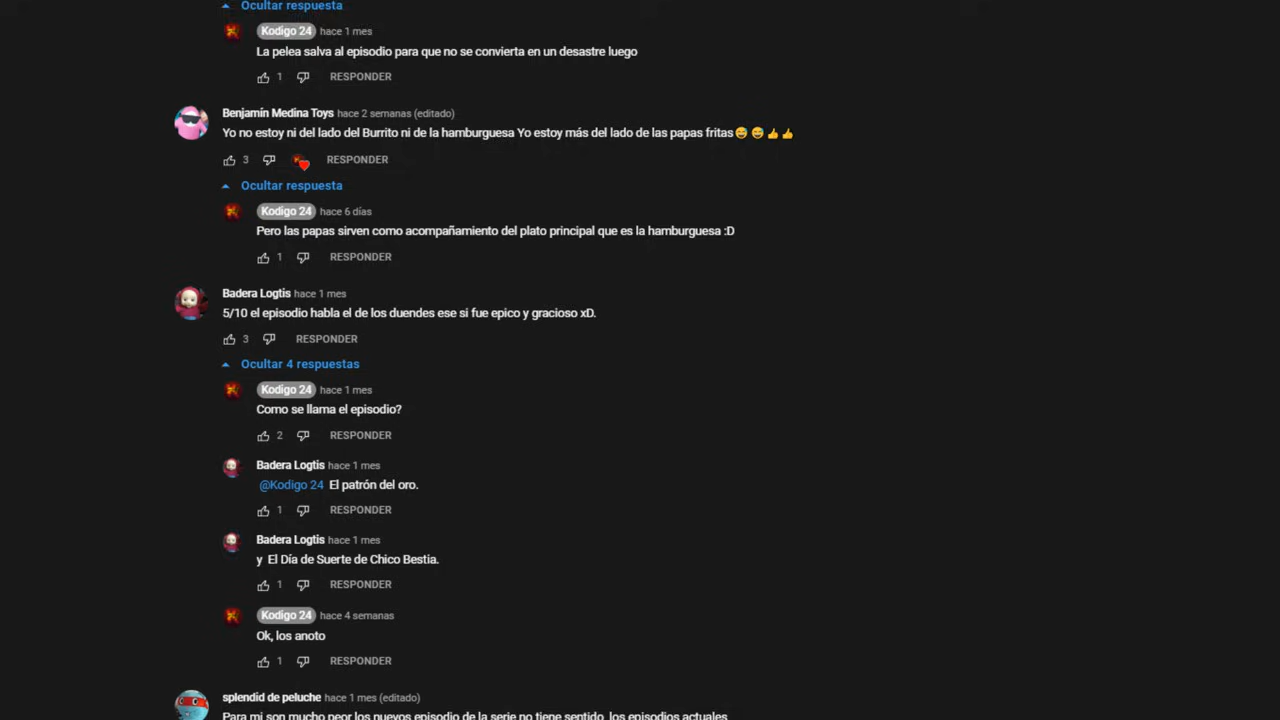 Ocultar respuesta
Kodigo 24 hace 1 mes
La pelea salva al episodio para que no se convierta en un desastre luego
1 RESPONDER
Benjamín Medina Toys hace 2 semanas (editado)
Yo no estoy ni del lado del Burrito ni de la hamburguesa Yo estoy más del lado de las papas fritas😅😅👍👍
3 RESPONDER
Ocultar respuesta
Kodigo 24 hace 6 días
Pero las papas sirven como acompañamiento del plato principal que es la hamburguesa :D
1 RESPONDER
Badera Logtis hace 1 mes
5/10 el episodio habla el de los duendes ese si fue epico y gracioso xD.
3 RESPONDER
Ocultar 4 respuestas
Kodigo 24 hace 1 mes
Como se llama el episodio?
2 RESPONDER
Badera Logtis hace 1 mes
@Kodigo 24 El patrón del oro.
1 RESPONDER
Badera Logtis hace 1 mes
y El Día de Suerte de Chico Bestia.
1 RESPONDER
Kodigo 24 hace 4 semanas
Ok, los anoto
1 RESPONDER
splendid de peluche hace 1 mes (editado)
Para mi son mucho peor los nuevos episodio de la serie no tiene sentido, los episodios actuales